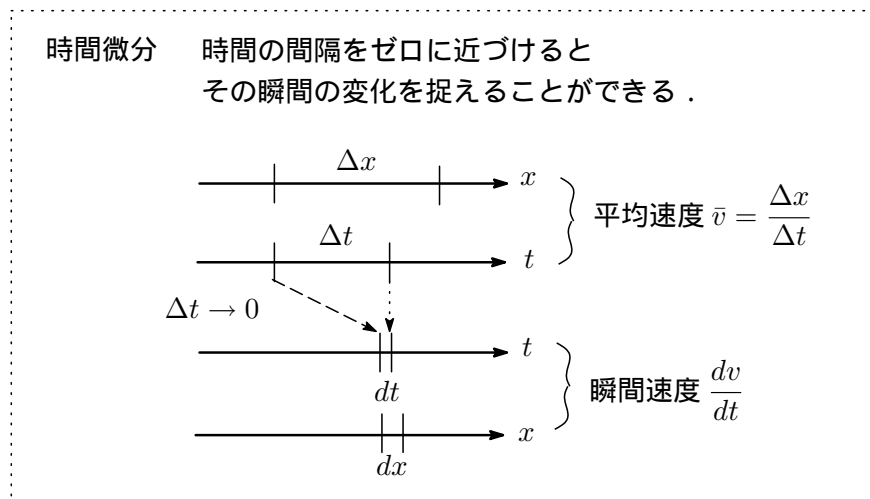 時間微分 時間の間隔をゼロに近づけると
その瞬間の変化を捉えることができる．
Δx
x
平均速度 v̄ = Δx/Δt
Δt
t
Δt → 0
t
dt
瞬間速度 dv/dt
x
dx